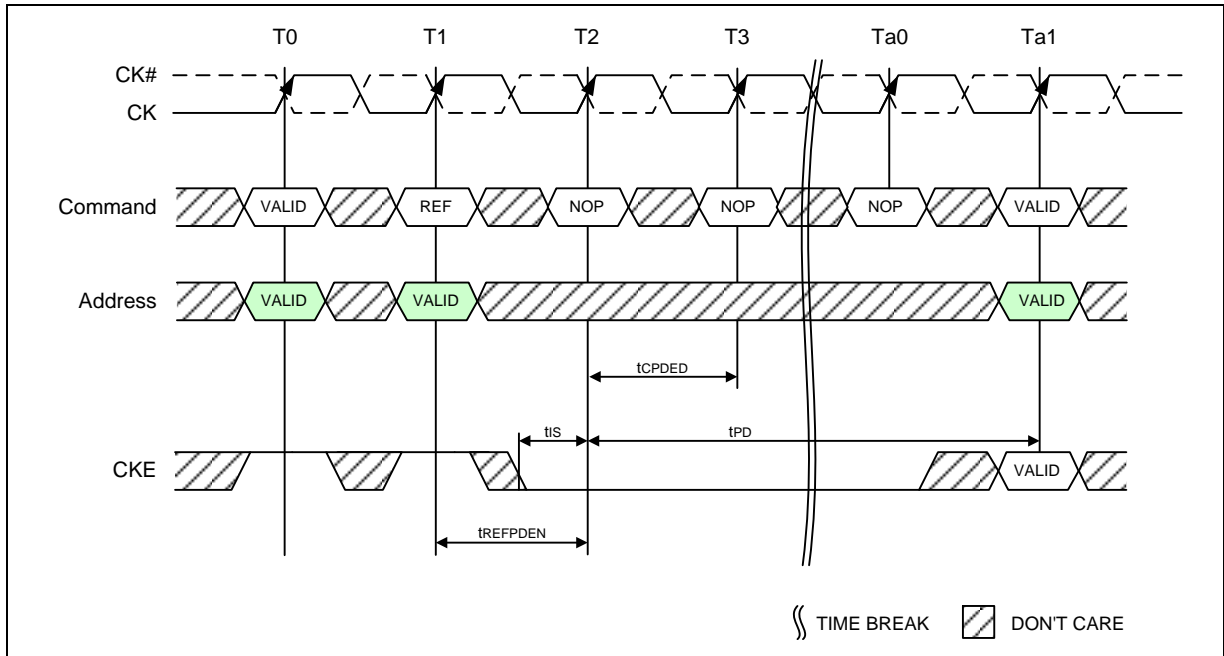 T0 T1 T2 T3 Ta0 Ta1
CK#
CK
Command VALID REF NOP NOP NOP VALID
Address VALID VALID VALID
tCPDED
tIS tPD
CKE VALID
tREFPDEN
TIME BREAK DON'T CARE